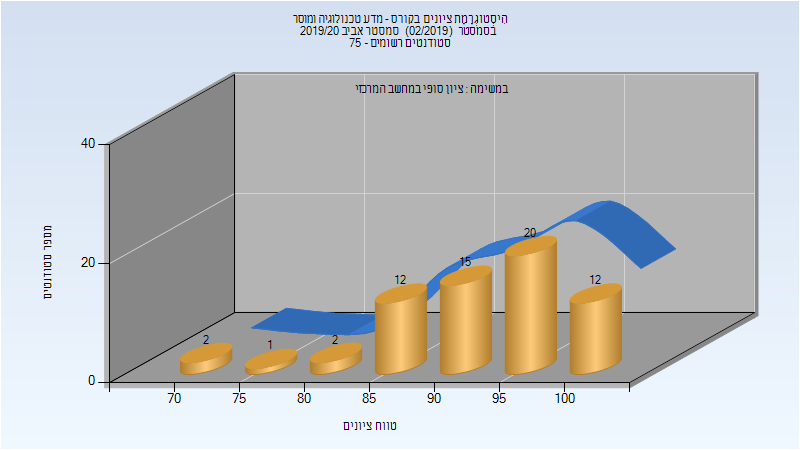 היסטוגרמת ציונים בקורס - מדע טכנולוגיה ומוסר
בסמסטר (02/2019) סמסטר אביב 2019/20
סטודנטים רשומים - 75
במשימה : ציון סופי במחשב המרכזי
מספר סטודנטים
40
20
0
2
1
2
12
15
20
12
70
75
80
85
90
95
100
טווח ציונים